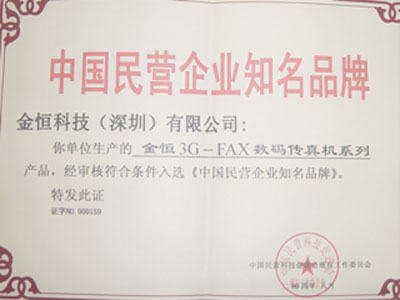 中国民营企业知名品牌
金恒科技（深圳）有限公司：
你单位生产的 金恒3G－FAX数码传真机系列
产品，经审核符合条件入选《中国民营企业知名品牌》。
特发此证
证字NO.000159